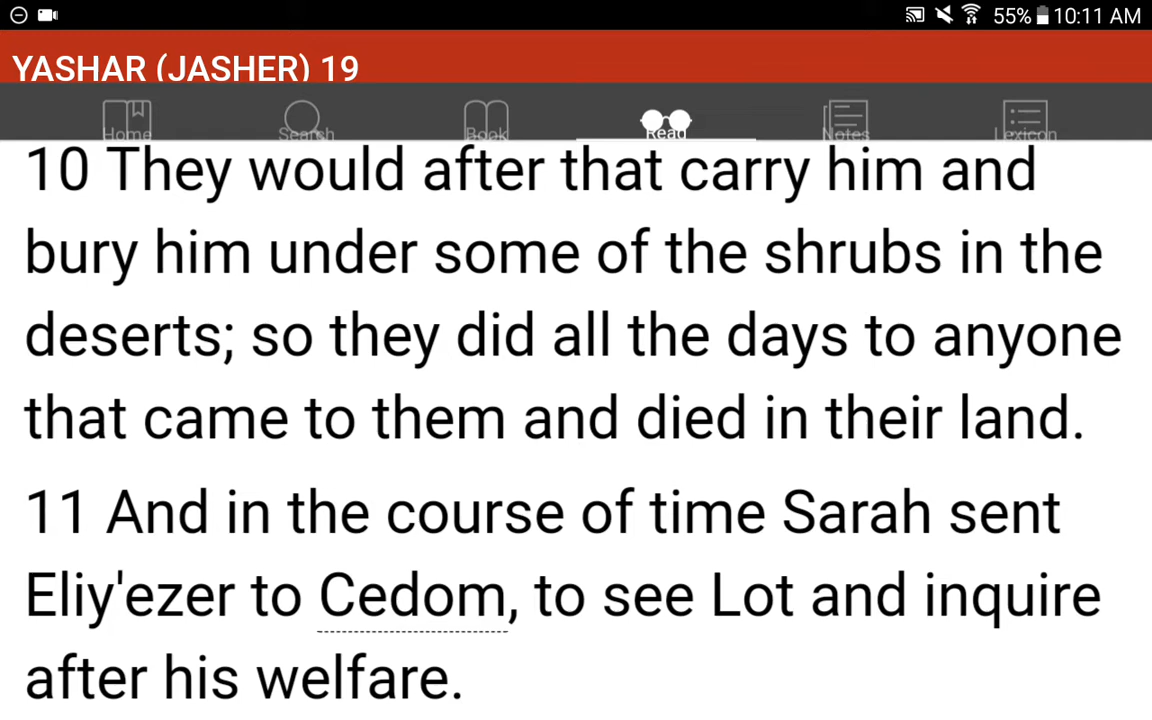 55% 10:11 AM
YASHAR (JASHER) 19
Home Search Book Read Notes Lexicon
10 They would after that carry him and
bury him under some of the shrubs in the
deserts; so they did all the days to anyone
that came to them and died in their land.
11 And in the course of time Sarah sent
Eliy'ezer to Cedom, to see Lot and inquire
after his welfare.